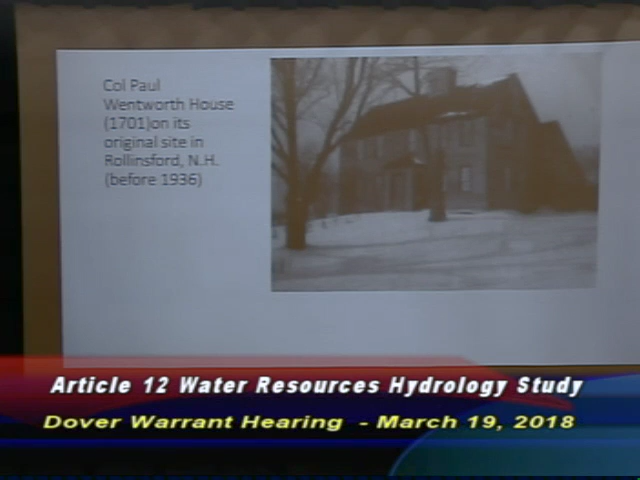 Col Paul
Wentworth House
(1701)on its
original site in
Rollinsford, N.H.
(before 1936)
Article 12 Water Resources Hydrology Study
Dover Warrant Hearing - March 19, 2018